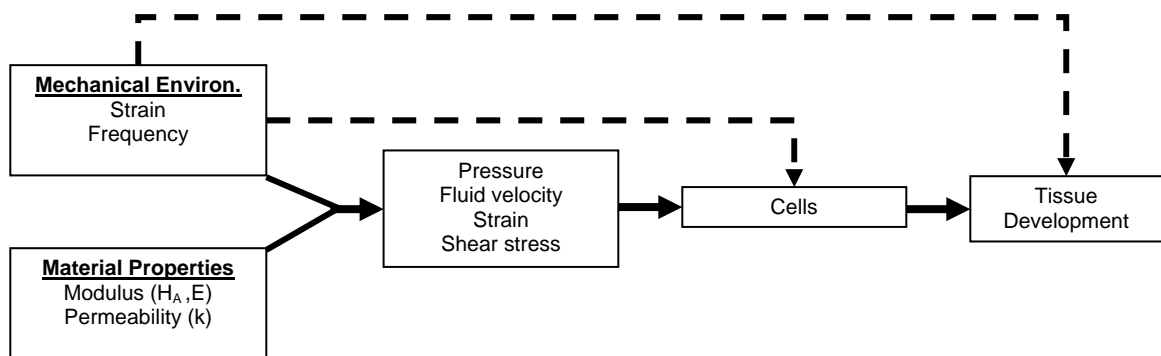 Mechanical Environ.
Strain
Frequency
Material Properties
Modulus (HA ,E)
Permeability (k)
Pressure
Fluid velocity
Strain
Shear stress
Cells
Tissue
Development